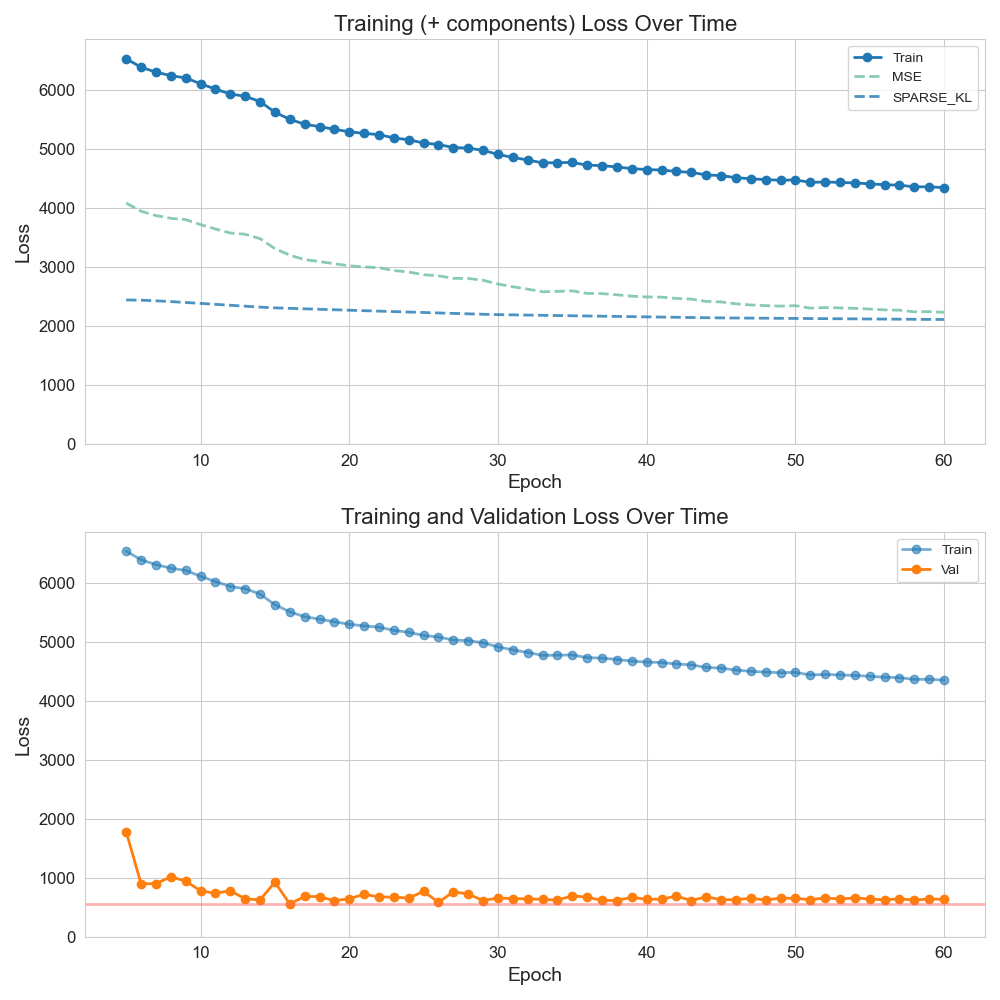 Training (+ components) Loss Over Time
Train
MSE
SPARSE_KL
Loss
6000
5000
4000
3000
2000
1000
0
10 20 30 40 50 60
Epoch
Training and Validation Loss Over Time
Train
Val
Loss
6000
5000
4000
3000
2000
1000
0
10 20 30 40 50 60
Epoch